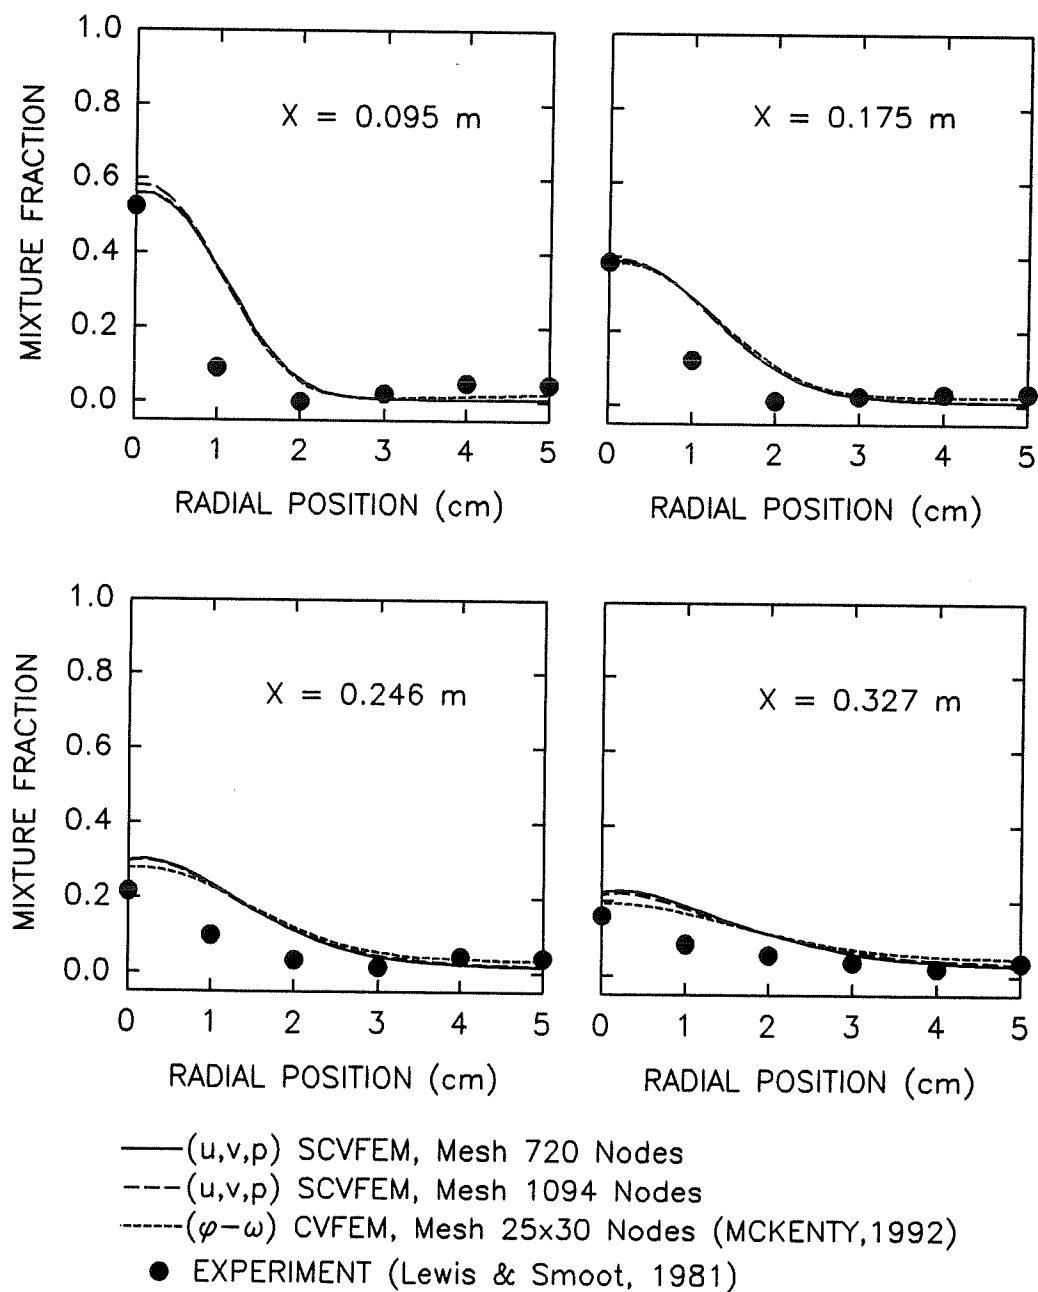 1.0
0.8
0.6
0.4
0.2
0.0
MIXTURE FRACTION
X = 0.095 m
0 1 2 3 4 5
RADIAL POSITION (cm)
X = 0.175 m
0 1 2 3 4 5
RADIAL POSITION (cm)
1.0
0.8
0.6
0.4
0.2
0.0
MIXTURE FRACTION
X = 0.246 m
0 1 2 3 4 5
RADIAL POSITION (cm)
X = 0.327 m
0 1 2 3 4 5
RADIAL POSITION (cm)
(u,v,p) SCVFEM, Mesh 720 Nodes
(u,v,p) SCVFEM, Mesh 1094 Nodes
(φ-ω) CVFEM, Mesh 25x30 Nodes (MCKENTY,1992)
EXPERIMENT (Lewis & Smoot, 1981)